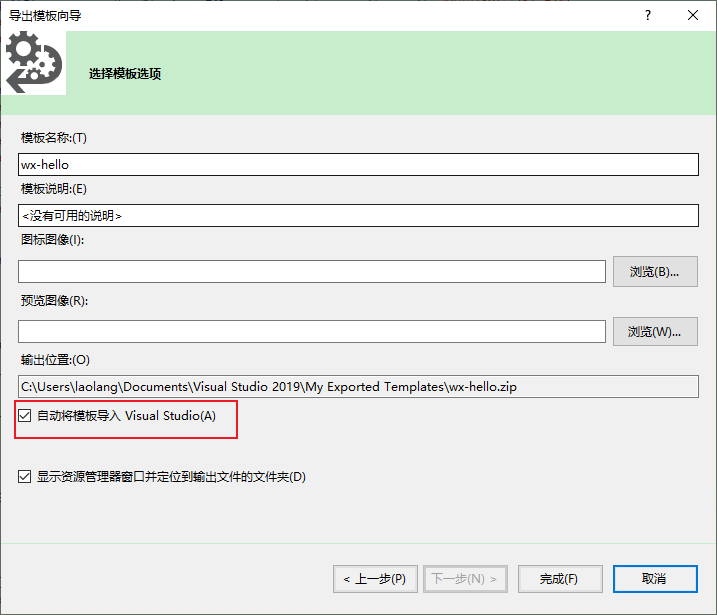 导出模板向导
?
选择模板选项
模板名称:(T)
wx-hello
模板说明:(E)
<没有可用的说明>
图标图像(I):
浏览(B)...
预览图像(R):
浏览(W)...
输出位置:(O)
C:\Users\laolang\Documents\Visual Studio 2019\My Exported Templates\wx-hello.zip
自动将模板导入 Visual Studio(A)
显示资源管理器窗口并定位到输出文件的文件夹(D)
< 上一步(P)
下一步(N) >
完成(F)
取消